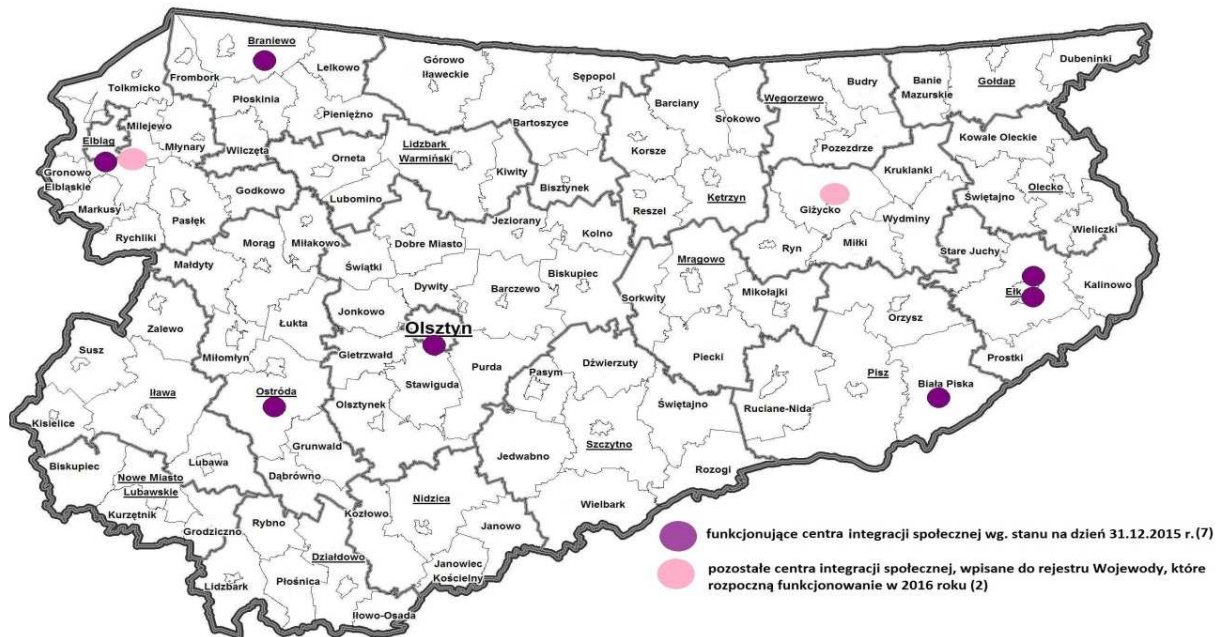 Braniewo
Lelkowo
Frombork
Górowo
Iławeckie
Sępopol
Budry
Banie
Mazurskie
Gołdap
Dubeninki
Tolkmicko
Płoskinia
Pieniężno
Bartoszyce
Barciany
Srokowo
Węgorzewo
Milejewo
Elbląg
Młynary
Wilczęta
Orneta
Lidzbark
Warmiński
Kiwity
Korsze
Pozezdrze
Kowale Oleckie
Gronowo
Elbląskie
Godkowo
Lubomino
Bisztynek
Reszel
Kętrzyn
Giżycko
Kruklanki
Świętajno
Olecko
Markusy
Pasłęk
Rychliki
Morąg
Miłakowo
Jeziorany
Dobre Miasto
Kolno
Ryn
Miłki
Wydminy
Stare Juchy
Wieliczki
Małdyty
Świątki
Dywity
Barczewo
Biskupiec
Sorkwity
Mrągowo
Mikołajki
Orzysz
Ełk
Kalinowo
Zalewo
Łukta
Jonkowo
Olsztyn
Susz
Miłomłyn
Gietrzwałd
Purda
Dźwierzuty
Piecki
Prostki
Iława
Ostróda
Stawiguda
Pasym
Pisz
Biała Piska
Kisielice
Olsztynek
Świętajno
Ruciane-Nida
Grunwald
Szczytno
Biskupiec
Lubawa
Dąbrówno
Jedwabno
Rozogi
Nowe Miasto
Lubawskie
Kurzętnik
Nidzica
Wielbark
Grodziczno
Rybno
Kozłowo
Janowo
Działdowo
Lidzbark
Płośnica
Janowiec
Kościelny
Iłowo-Osada
funkcjonujące centra integracji społecznej wg. stanu na dzień 31.12.2015 r.(7)
pozostałe centra integracji społecznej, wpisane do rejestru Wojewody, które
rozpoczną funkcjonowanie w 2016 roku (2)